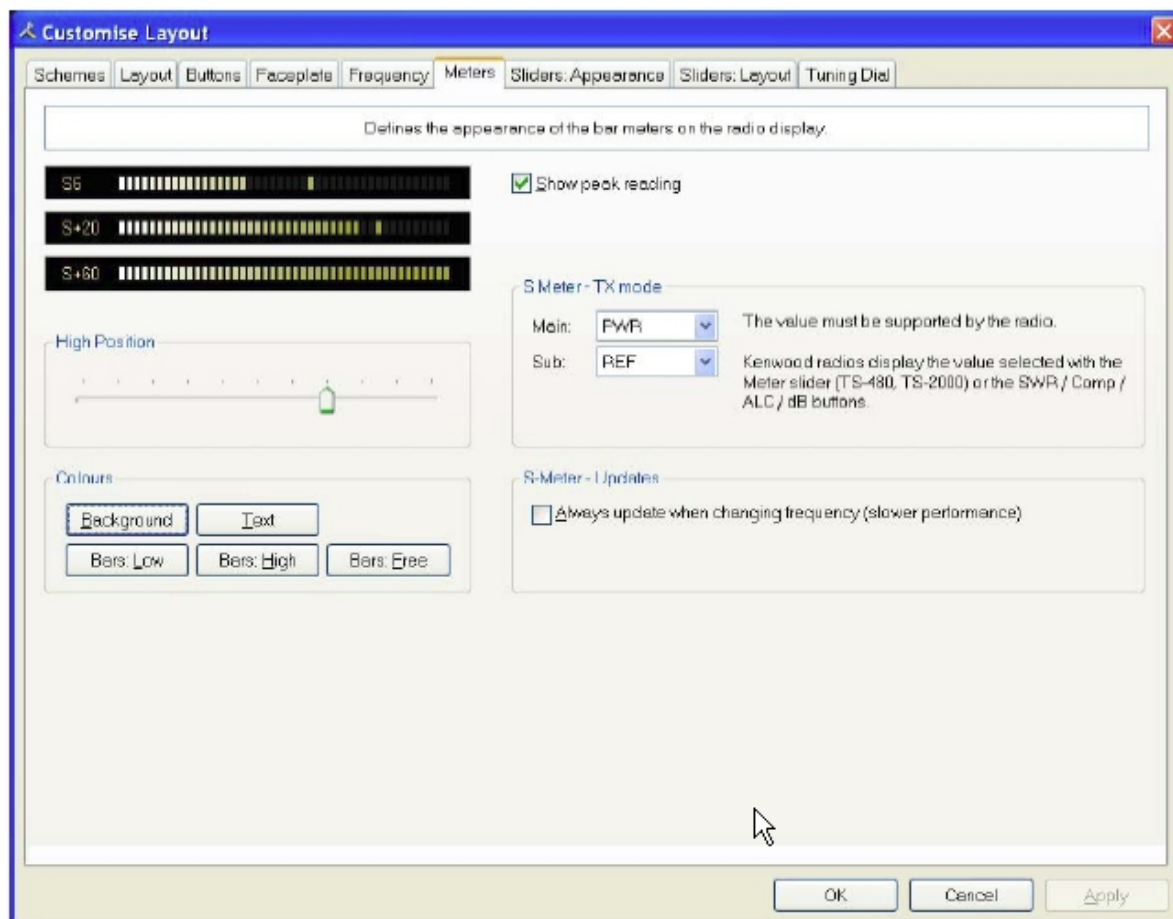 Customise Layout
Schemes Layout Buttons Faceplate Frequency Meters Sliders: Appearance Sliders: Layout Tuning Dial
Defines the appearance of the bar meters on the radio display.
S6
Show peak reading
S+20
S+60
S Meter - TX mode
Main: PWR
The value must be supported by the radio.
Sub: REF
Kenwood radios display the value selected with the
Meter slider (TS-480, TS-2000) or the SWR / Comp /
ALC / dB buttons.
High Position
Colours
Background Text
Bars: Low Bars: High Bars: Free
S-Meter - Updates
Always update when changing frequency (slower performance)
OK Cancel Apply